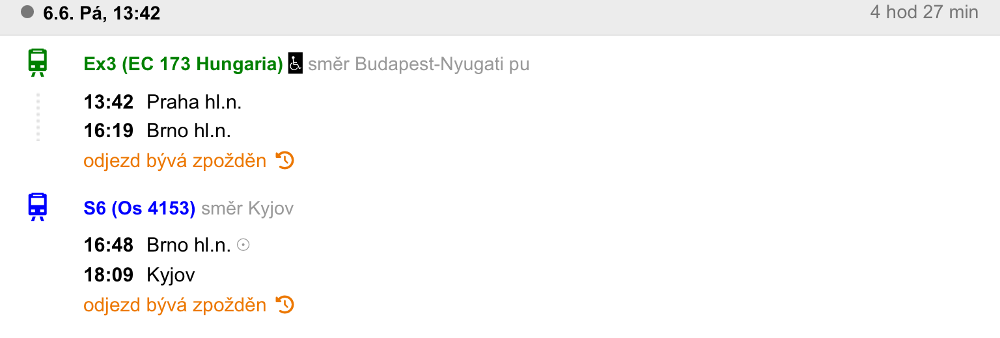 6.6. Pá, 13:42 4 hod 27 min
Ex3 (EC 173 Hungaria) směr Budapest-Nyugati pu
13:42 Praha hl.n.
16:19 Brno hl.n.
odjezd bývá zpožděn
S6 (Os 4153) směr Kyjov
16:48 Brno hl.n.
18:09 Kyjov
odjezd bývá zpožděn